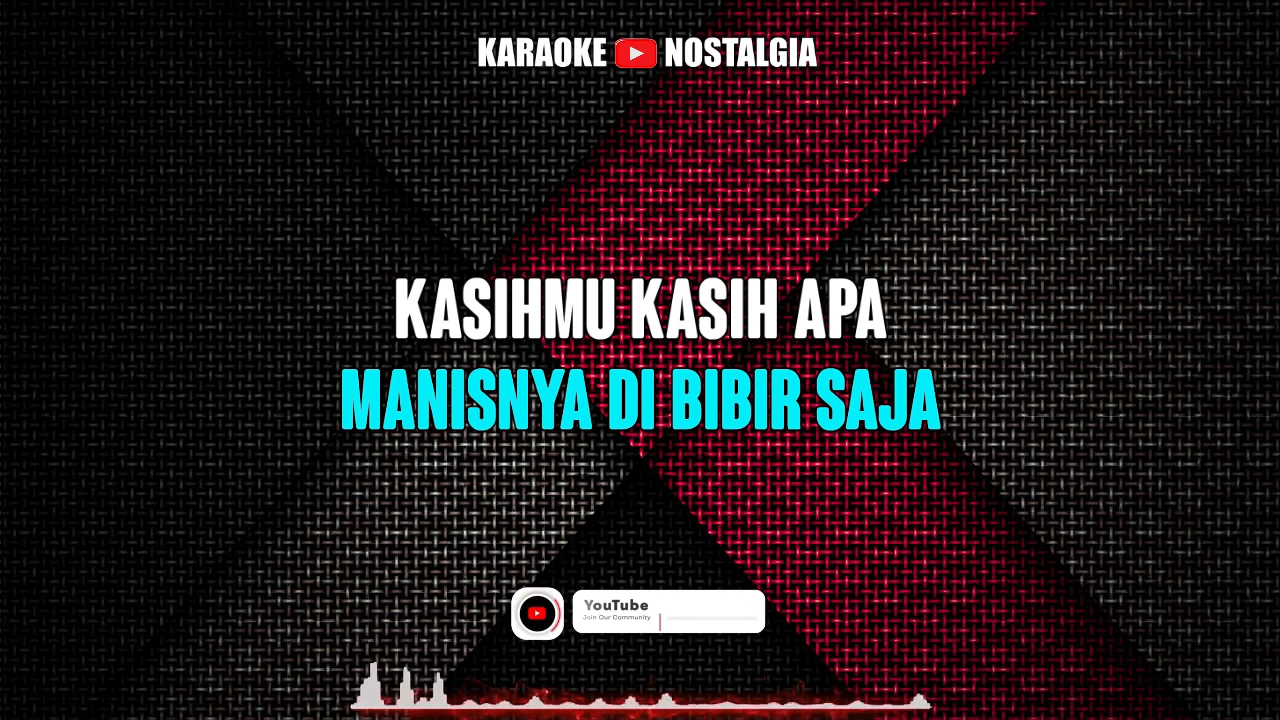 KARAOKE NOSTALGIA
KASIHMU KASIH APA
MANISNYA DI BIBIR SAJA
YouTube
Join Our Community